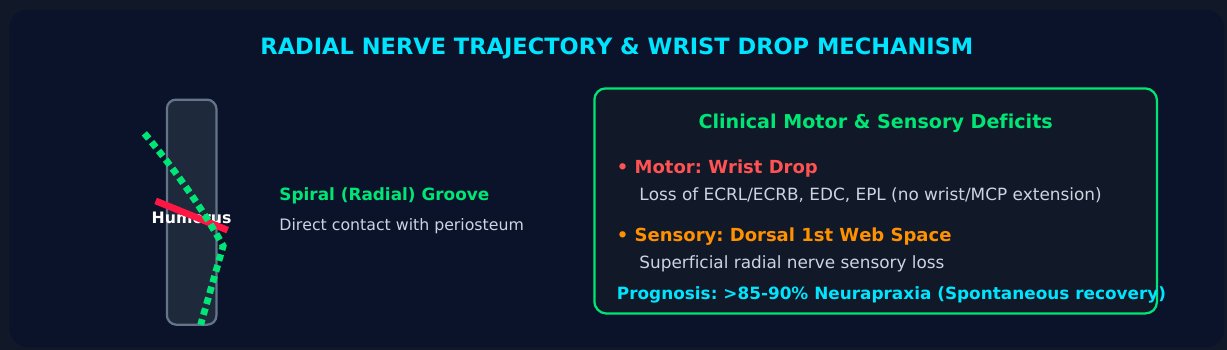 RADIAL NERVE TRAJECTORY & WRIST DROP MECHANISM
Humerus
Spiral (Radial) Groove
Direct contact with periosteum
Clinical Motor & Sensory Deficits
• Motor: Wrist Drop
Loss of ECRL/ECRB, EDC, EPL (no wrist/MCP extension)
• Sensory: Dorsal 1st Web Space
Superficial radial nerve sensory loss
Prognosis: >85-90% Neurapraxia (Spontaneous recovery)